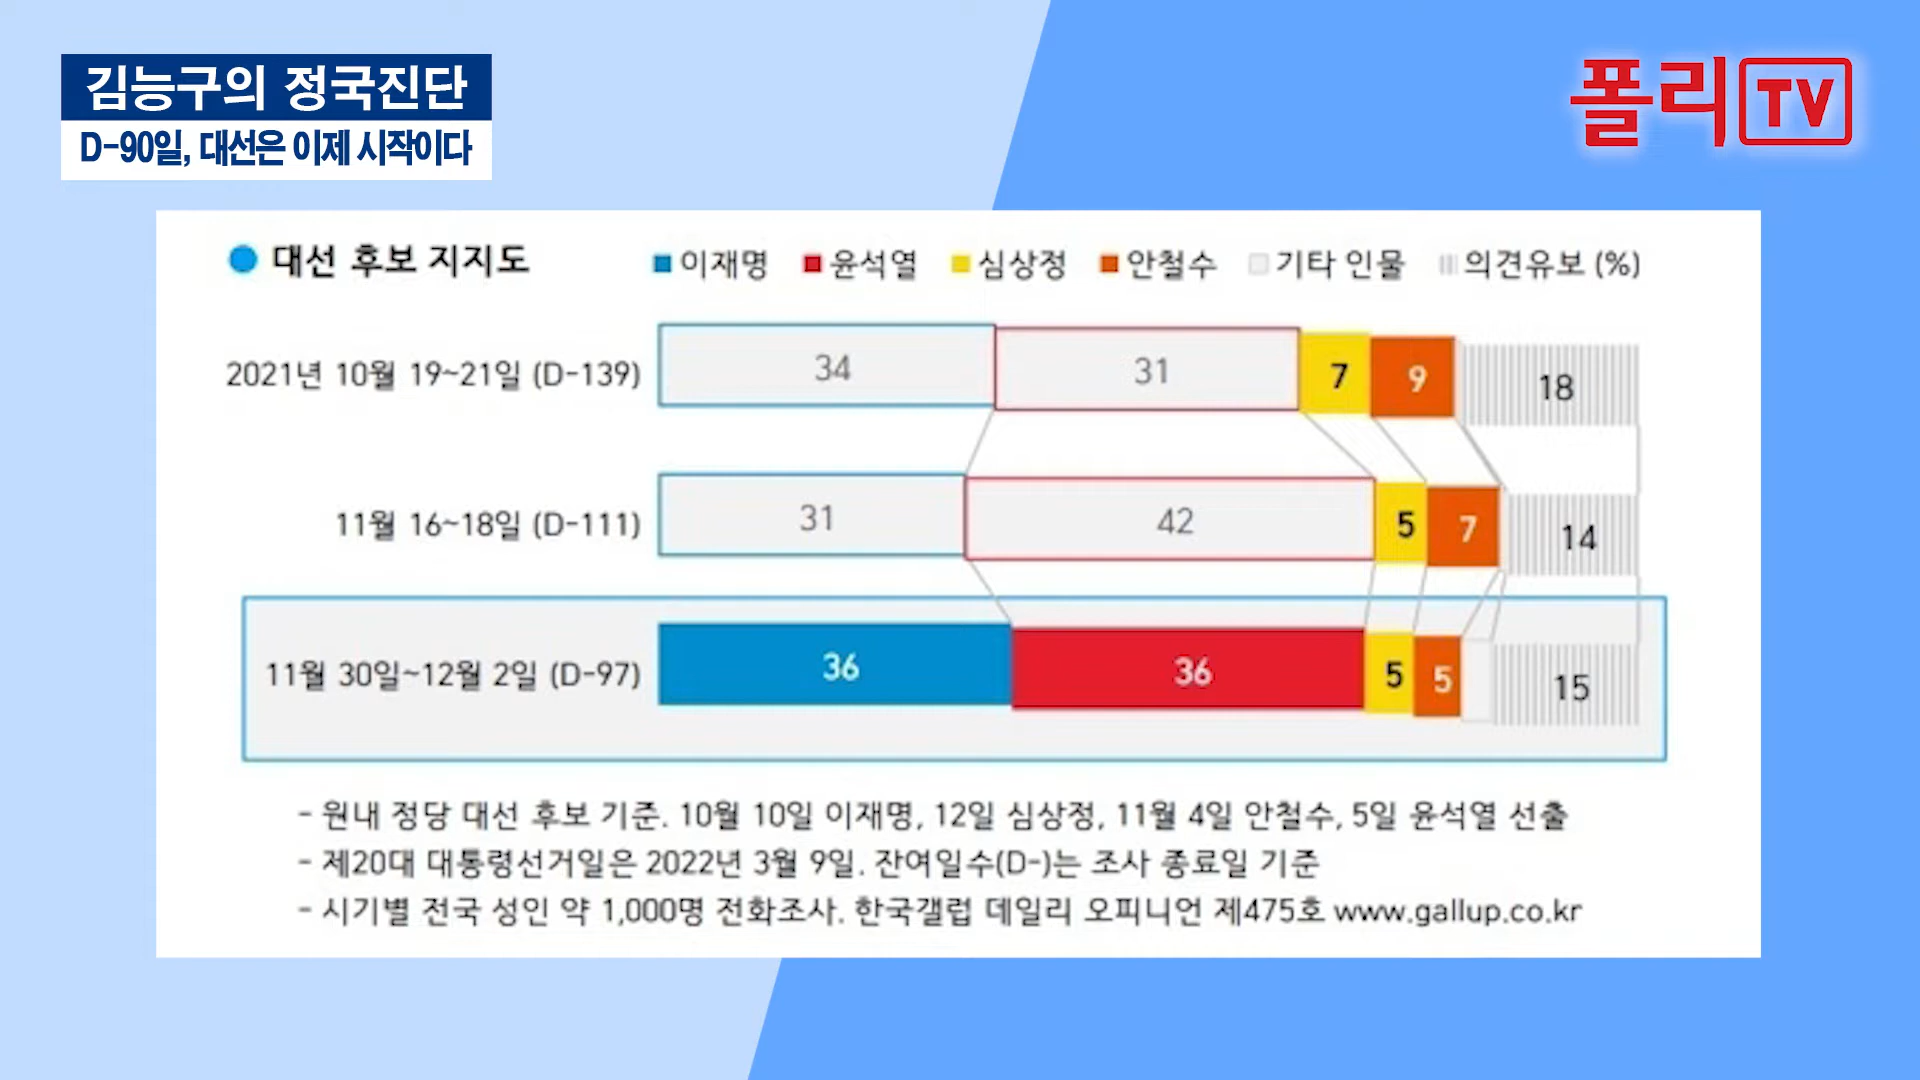 김능구의 정국진단
D-90일, 대선은 이제 시작이다
폴리TV
대선 후보 지지도
이재명 윤석열 심상정 안철수 기타 인물 의견유보 (%)
2021년 10월 19~21일 (D-139) 34 31 7 9 18
11월 16~18일 (D-111) 31 42 5 7 14
11월 30일~12월 2일 (D-97) 36 36 5 5 15
- 원내 정당 대선 후보 기준. 10월 10일 이재명, 12일 심상정, 11월 4일 안철수, 5일 윤석열 선출
- 제20대 대통령선거일은 2022년 3월 9일. 잔여일수(D-)는 조사 종료일 기준
- 시기별 전국 성인 약 1,000명 전화조사. 한국갤럽 데일리 오피니언 제475호 www.gallup.co.kr